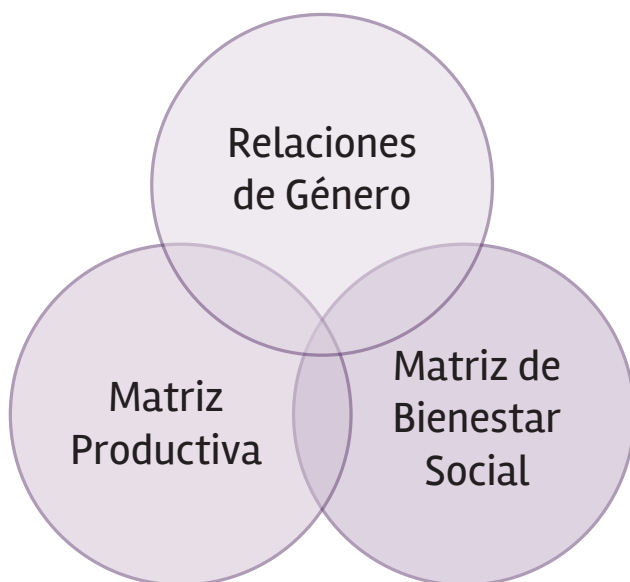 Relaciones
de Género
Matriz
Productiva
Matriz de
Bienestar
Social